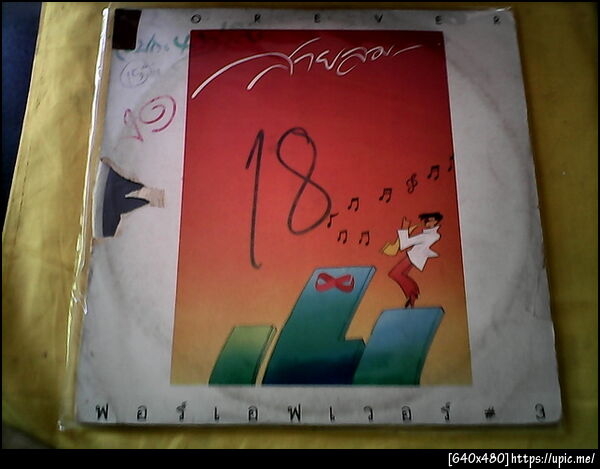 OREVER
สายลม
18
ฟอร์เอฟเวอร์#3
[640x480]https://upic.me/